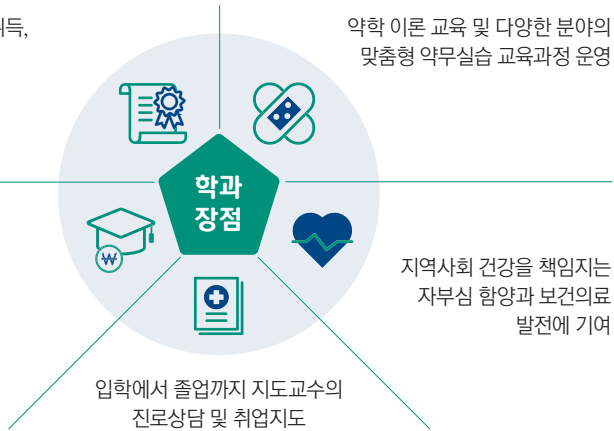 득,
약학 이론 교육 및 다양한 분야의
맞춤형 약무실습 교육과정 운영
학과
장점
₩
지역사회 건강을 책임지는
자부심 함양과 보건의료
발전에 기여
입학에서 졸업까지 지도교수의
진로상담 및 취업지도